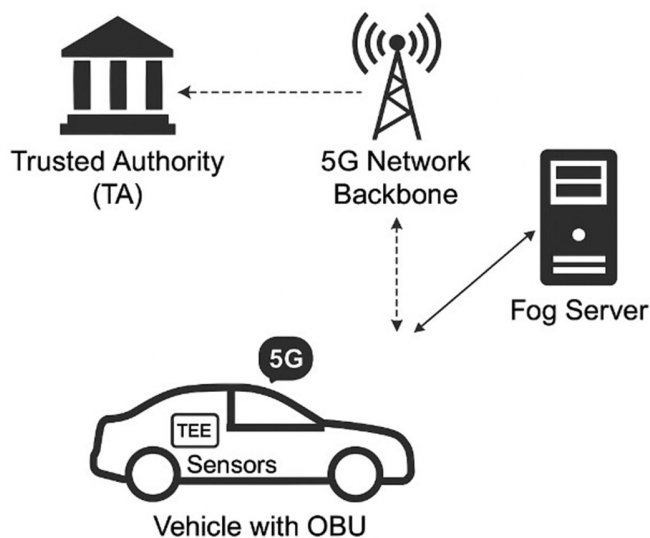 Trusted Authority
(TA)
5G Network
Backbone
Fog Server
5G
TEE
Sensors
Vehicle with OBU